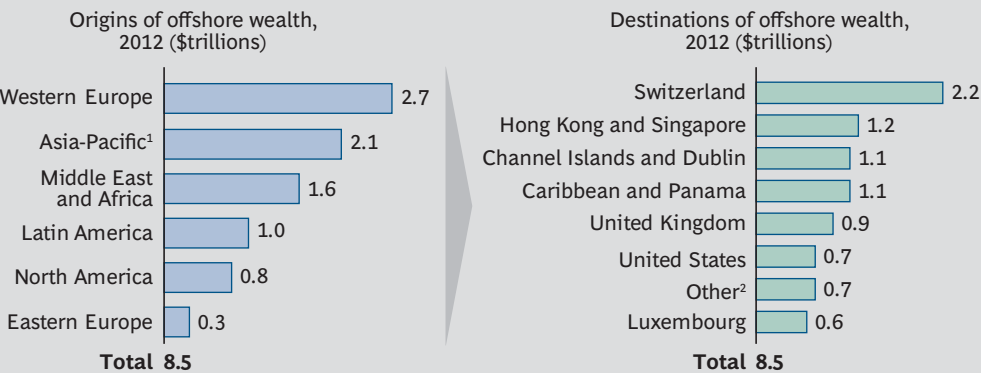 Origins of offshore wealth,
2012 ($trillions)
Western Europe 2.7
Asia-Pacific¹ 2.1
Middle East
and Africa 1.6
Latin America 1.0
North America 0.8
Eastern Europe 0.3
Total 8.5
Destinations of offshore wealth,
2012 ($trillions)
Switzerland 2.2
Hong Kong and Singapore 1.2
Channel Islands and Dublin 1.1
Caribbean and Panama 1.1
United Kingdom 0.9
United States 0.7
Other² 0.7
Luxembourg 0.6
Total 8.5